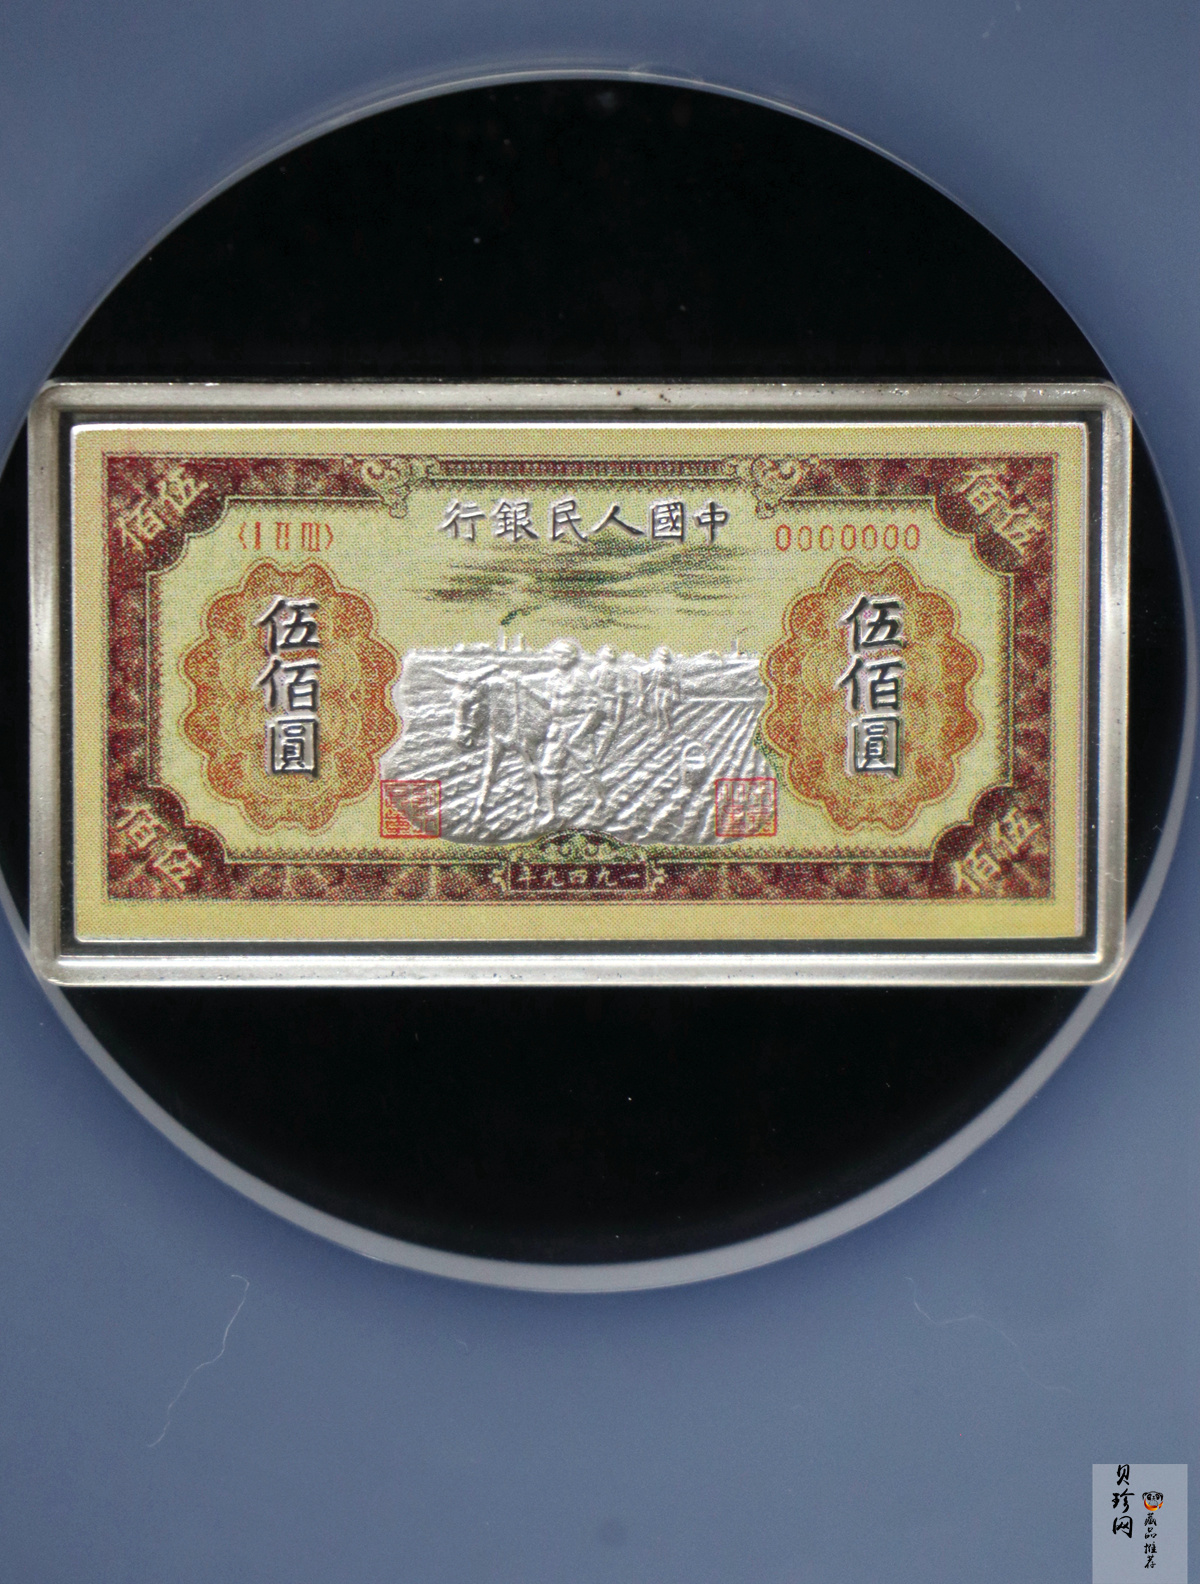 行銀民人國中
〈I II III〉
0000000
伍佰
伍佰
伍佰圓
伍佰圓
伍佰
伍佰
年九四九一
贝珍网
藏品推荐